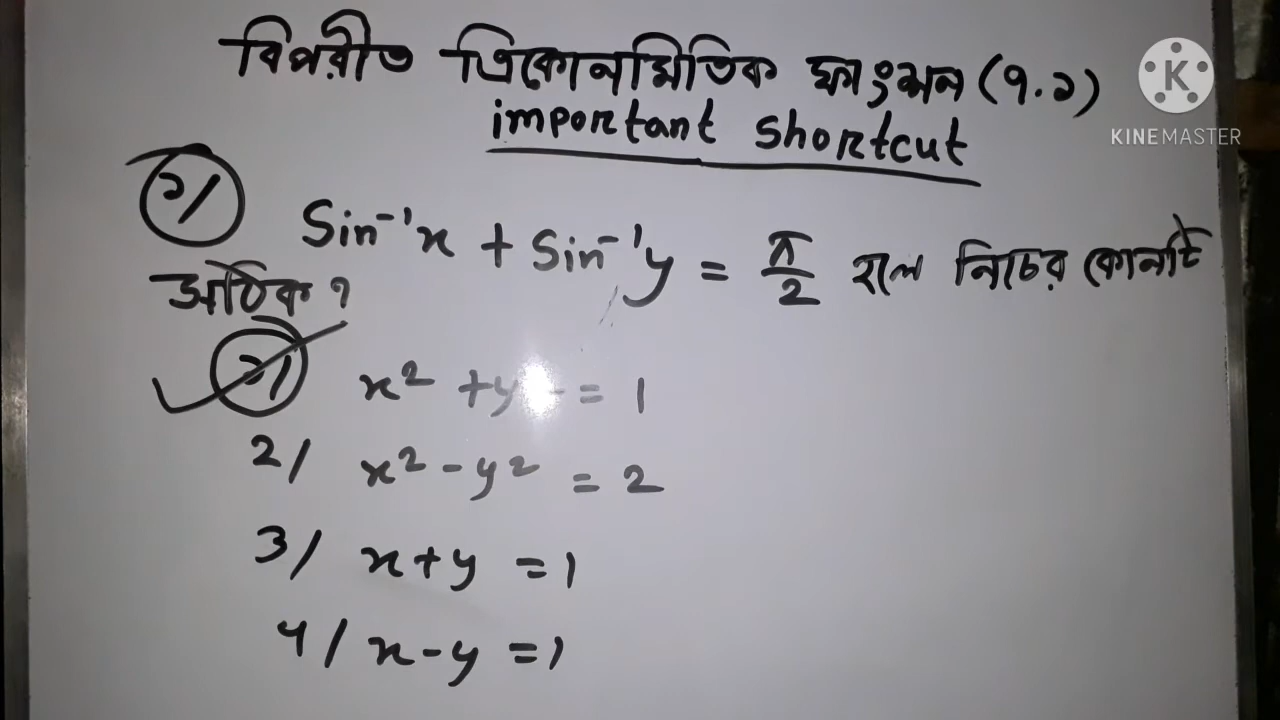 বিপরীত ত্রিকোনমিতিক ফাংশন (৭.১)
important shortcut
KINEMASTER
১/
Sin⁻¹x + Sin⁻¹y = π/2 হলে নিচের কোনটি
সঠিক ?
১/ x² + y² = 1
2/ x² - y² = 2
3/ x + y = 1
4/ x - y = 1